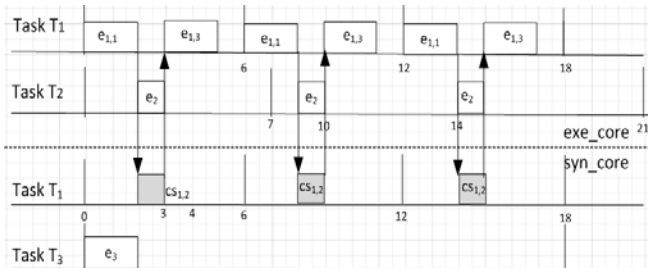 Task T1 e1,1 e1,3 e1,1 e1,3 e1,1 e1,3
6 12 18
Task T2 e2 e2 e2
7 10 14 21
exe_core
syn_core
Task T1 cs1,2 cs1,2 cs1,2
0 3 4 6 12 18
Task T3 e3